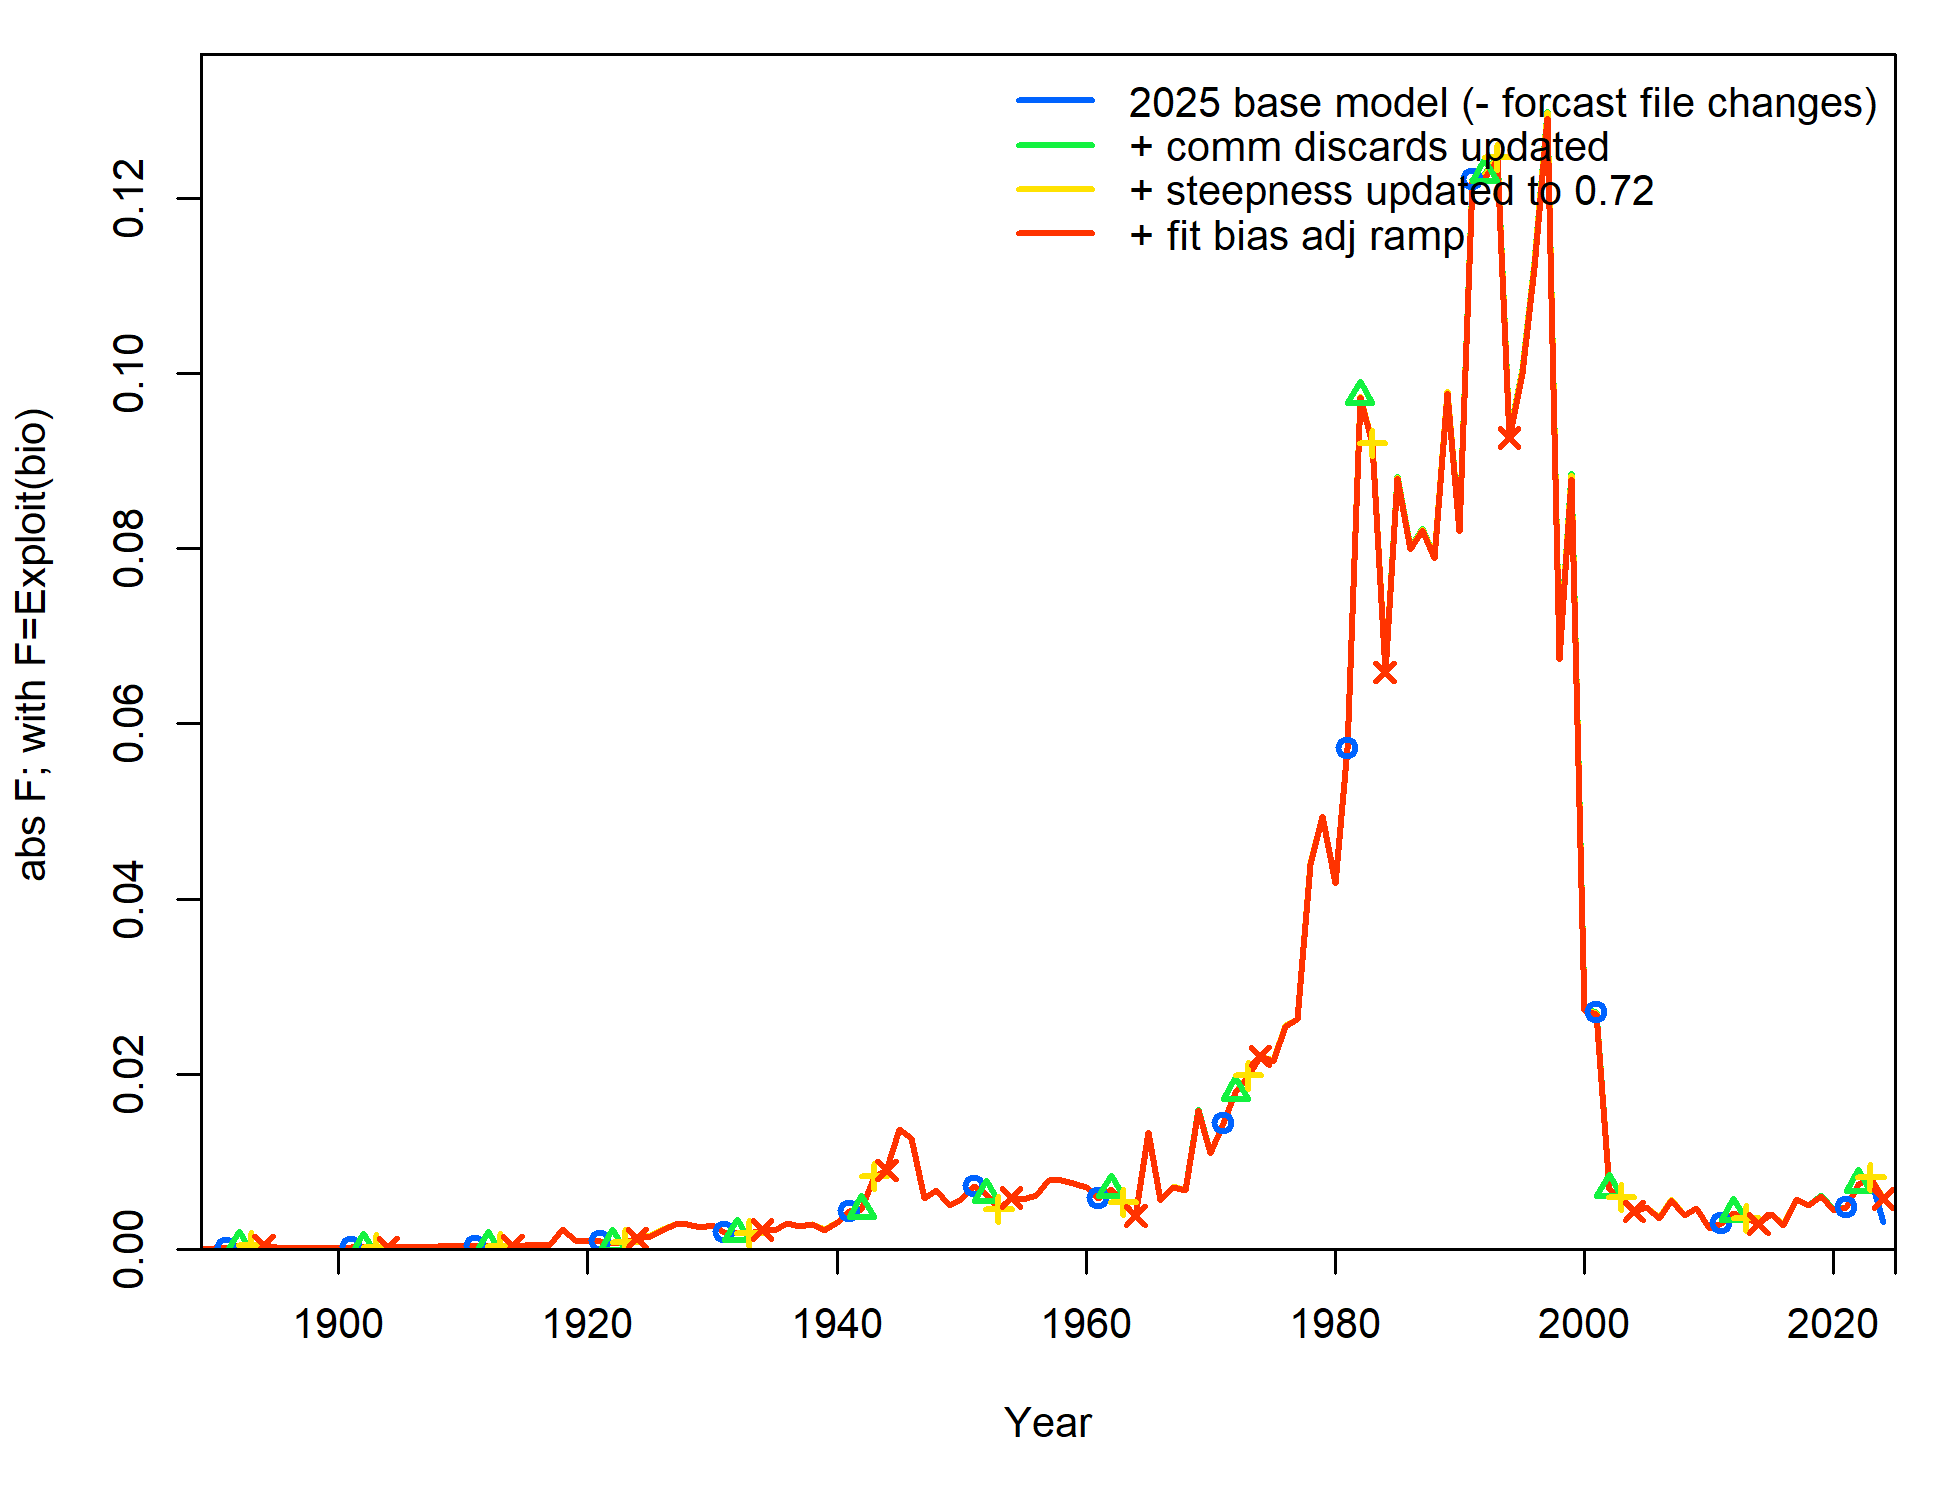 2025 base model (- forcast file changes)
+ comm discards updated
+ steepness updated to 0.72
+ fit bias adj ramp
abs F; with F=Exploit(bio)
0.12
0.10
0.08
0.06
0.04
0.02
0.00
1900 1920 1940 1960 1980 2000 2020
Year